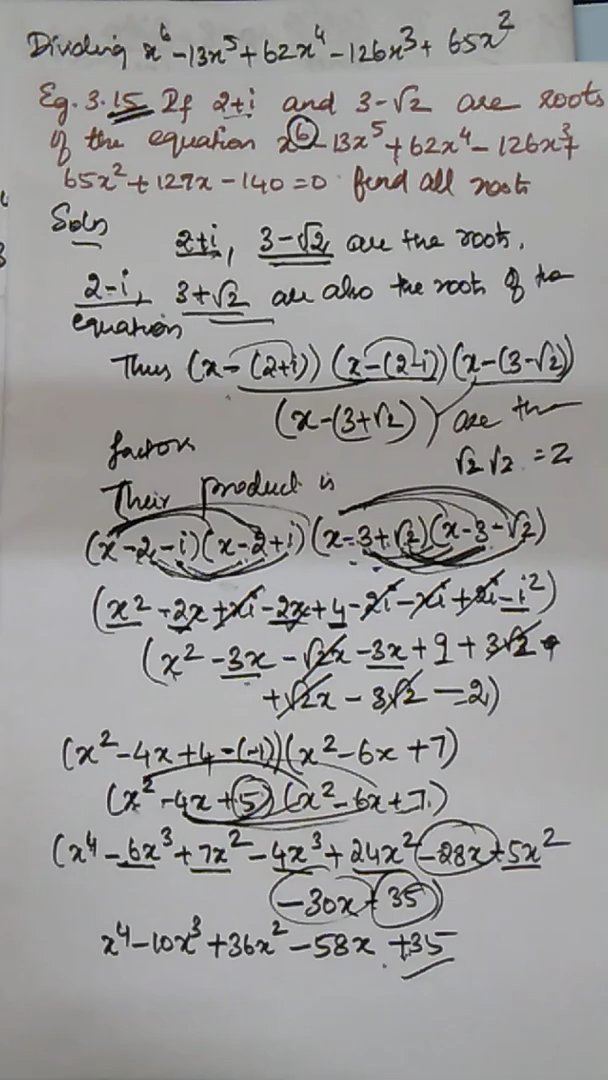 Dividing x⁶-13x⁵+62x⁴-126x³+ 65x²
Eg. 3.15 If 2+i and 3-√2 are roots
of the equation x⁶-13x⁵+62x⁴-126x³+
65x²+127x-140=0 find all roots
Soln
2+i, 3-√2 are the roots.
2-i, 3+√2 are also the roots of the
equation
Thus (x-(2+i))(x-(2-i))(x-(3-√2))
(x-(3+√2)) are the
factors
√2√2 = 2
Their product is
(x-2-i)(x-2+i)(x-3+√2)(x-3-√2)
(x²-2x+xi-2x+4-2i-xi+2i-i²)
(x²-3x-√2x-3x+9+3√2+
+√2x-3√2-2)
(x²-4x+4-(-1))(x²-6x+7)
(x²-4x+5)(x²-6x+7)
(x⁴-6x³+7x²-4x³+24x²-28x+5x²
-30x+35)
x⁴-10x³+36x²-58x+35